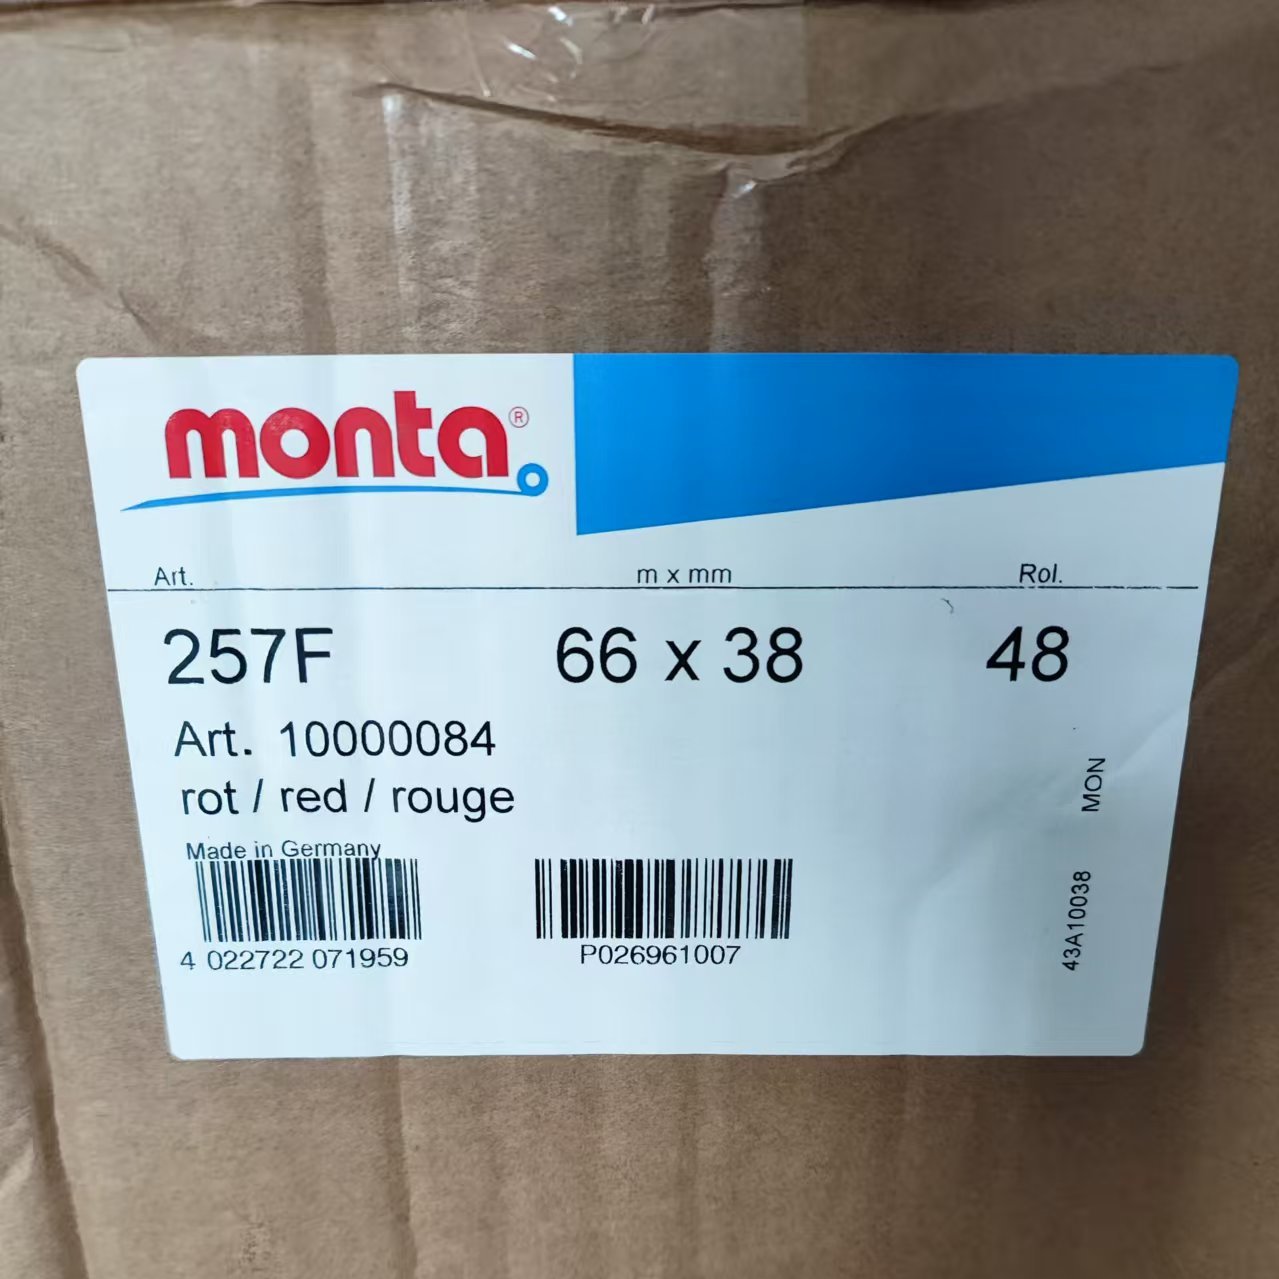 monta®
Art. m x mm Rol.
257F 66 x 38 48
Art. 10000084
rot / red / rouge
Made in Germany
4 022722 071959
P026961007
43A10038 MON